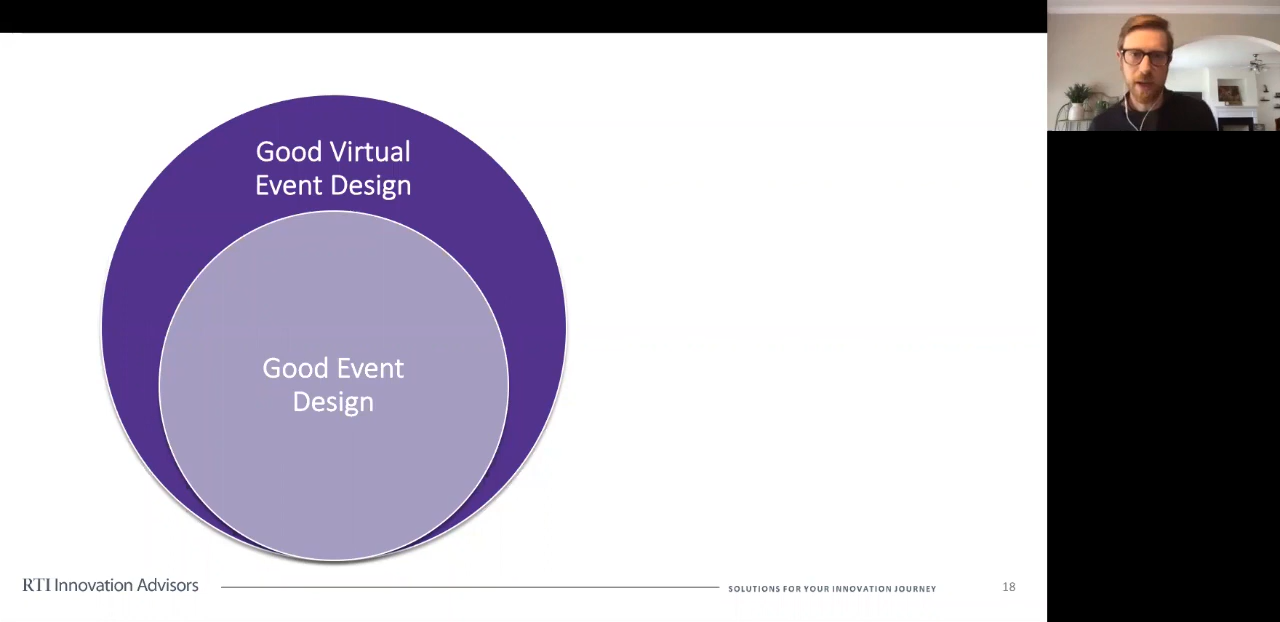 Good Virtual
Event Design
Good Event
Design
RTI Innovation Advisors
SOLUTIONS FOR YOUR INNOVATION JOURNEY
18